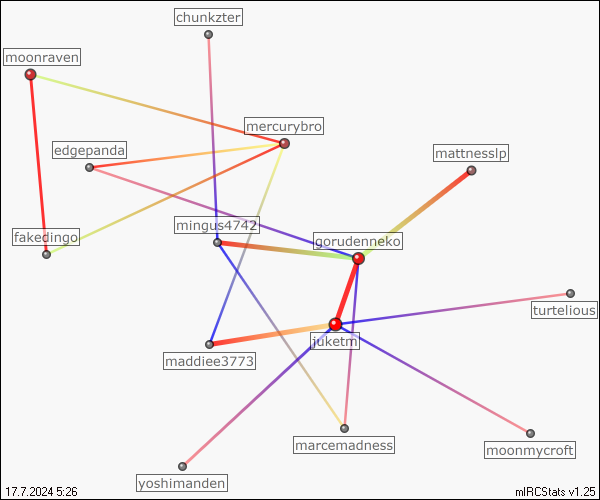 chunkzter
moonraven
mercurybro
edgepanda
mattnesslp
mingus4742
fakedingo
gorudenneko
turtelious
juketm
maddiee3773
marcemadness
moonmycroft
yoshimanden
17.7.2024 5:26
mIRCStats v1.25